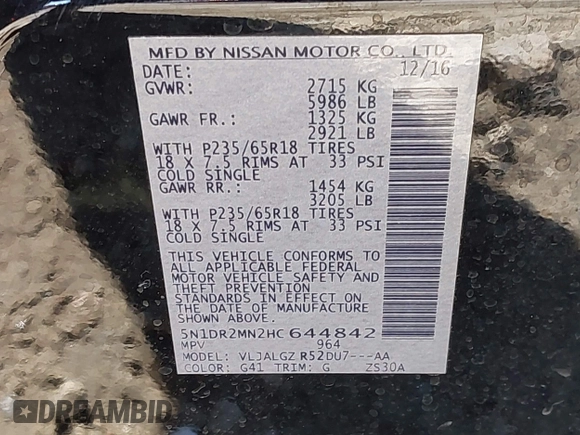 MFD BY NISSAN MOTOR CO., LTD.
DATE: 12/16
GVWR: 2715 KG
5986 LB
GAWR FR.: 1325 KG
2921 LB
WITH P235/65R18 TIRES
18 X 7.5 RIMS AT 33 PSI
COLD SINGLE
GAWR RR.: 1454 KG
3205 LB
WITH P235/65R18 TIRES
18 X 7.5 RIMS AT 33 PSI
COLD SINGLE
THIS VEHICLE CONFORMS TO
ALL APPLICABLE FEDERAL
MOTOR VEHICLE SAFETY AND
THEFT PREVENTION
STANDARDS IN EFFECT ON
THE DATE OF MANUFACTURE
SHOWN ABOVE.
5N1DR2MN2HC644842
MPV 964
MODEL: VLJALGZ R52DU7---AA
COLOR: G41 TRIM: G ZS30A
DREAMBID